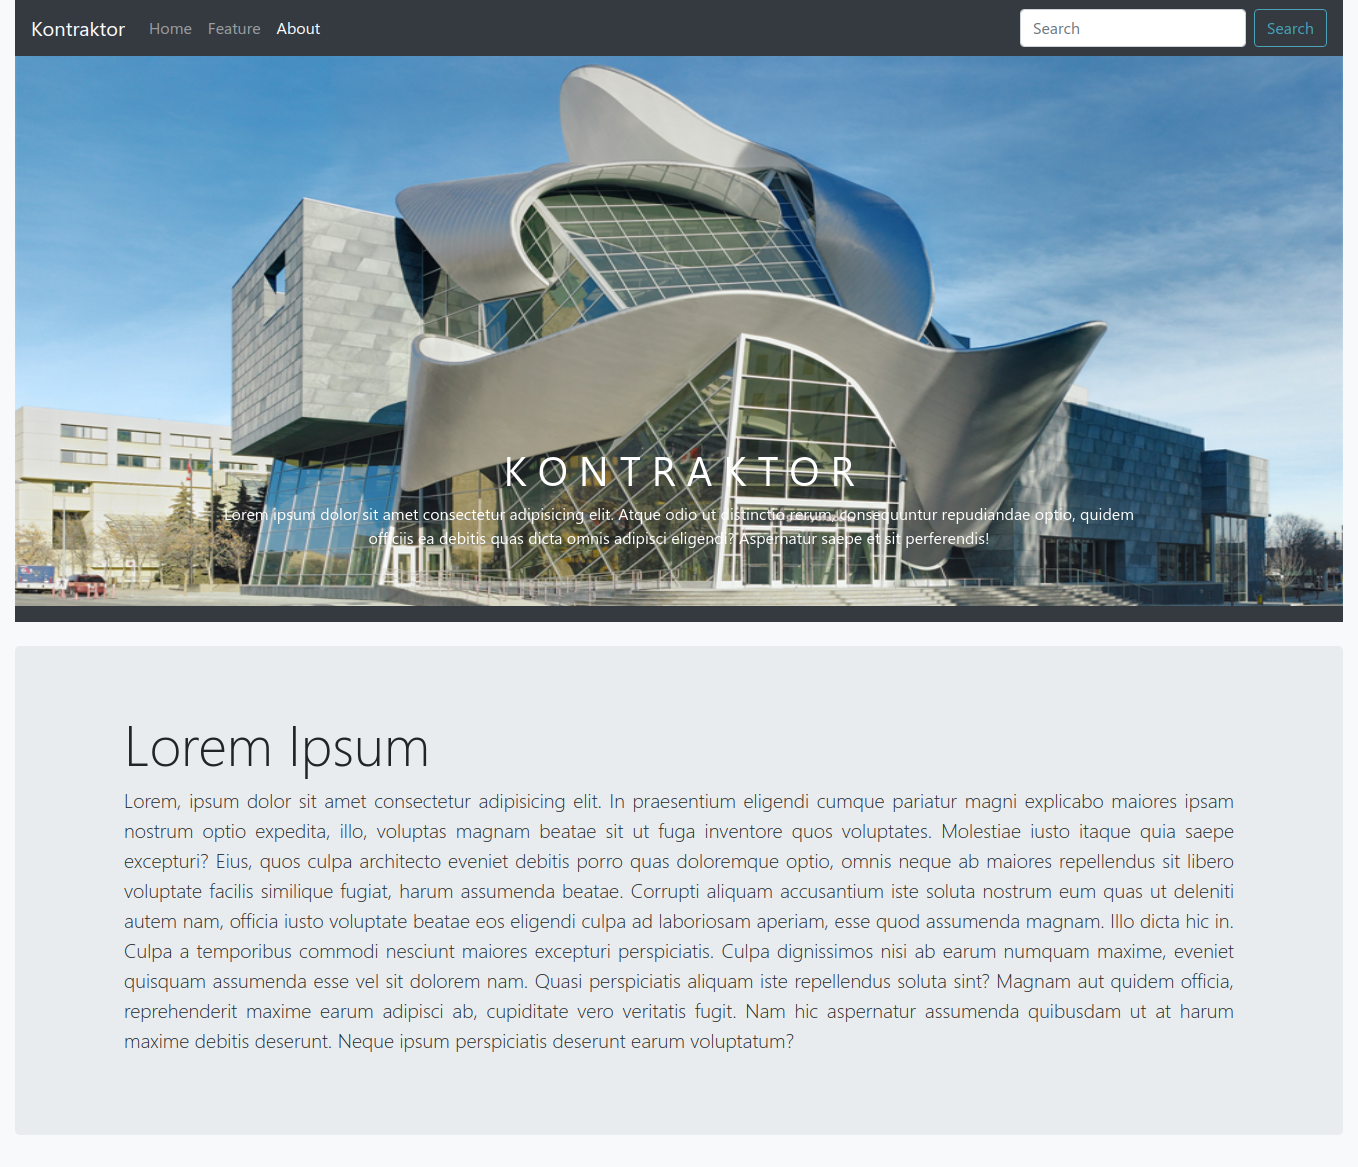 Kontraktor Home Feature About Search Search
KONTRAKTOR
Lorem ipsum dolor sit amet consectetur adipisicing elit. Atque odio ut distinctio rerum, consequuntur repudiandae optio, quidem
officiis ea debitis quas dicta omnis adipisci eligendi? Aspernatur saepe et sit perferendis!
Lorem Ipsum
Lorem, ipsum dolor sit amet consectetur adipisicing elit. In praesentium eligendi cumque pariatur magni explicabo maiores ipsam
nostrum optio expedita, illo, voluptas magnam beatae sit ut fuga inventore quos voluptates. Molestiae iusto itaque quia saepe
excepturi? Eius, quos culpa architecto eveniet debitis porro quas doloremque optio, omnis neque ab maiores repellendus sit libero
voluptate facilis similique fugiat, harum assumenda beatae. Corrupti aliquam accusantium iste soluta nostrum eum quas ut deleniti
autem nam, officia iusto voluptate beatae eos eligendi culpa ad laboriosam aperiam, esse quod assumenda magnam. Illo dicta hic in.
Culpa a temporibus commodi nesciunt maiores excepturi perspiciatis. Culpa dignissimos nisi ab earum numquam maxime, eveniet
quisquam assumenda esse vel sit dolorem nam. Quasi perspiciatis aliquam iste repellendus soluta sint? Magnam aut quidem officia,
reprehenderit maxime earum adipisci ab, cupiditate vero veritatis fugit. Nam hic aspernatur assumenda quibusdam ut at harum
maxime debitis deserunt. Neque ipsum perspiciatis deserunt earum voluptatum?